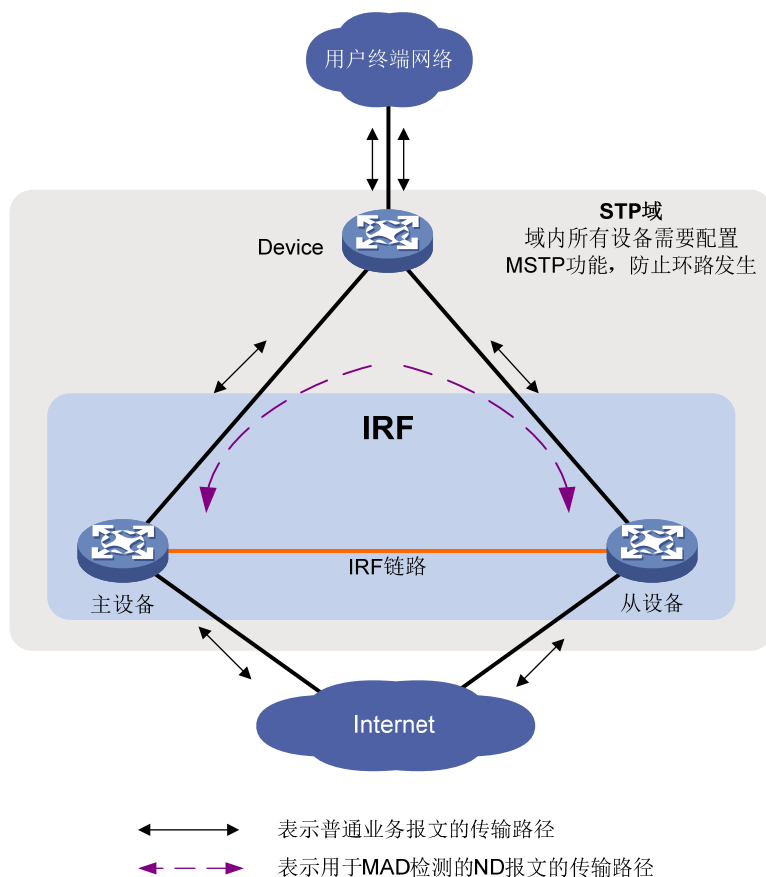 用户终端网络
STP域
域内所有设备需要配置
MSTP功能，防止环路发生
Device
IRF
IRF链路
主设备
从设备
Internet
表示普通业务报文的传输路径
表示用于MAD检测的ND报文的传输路径